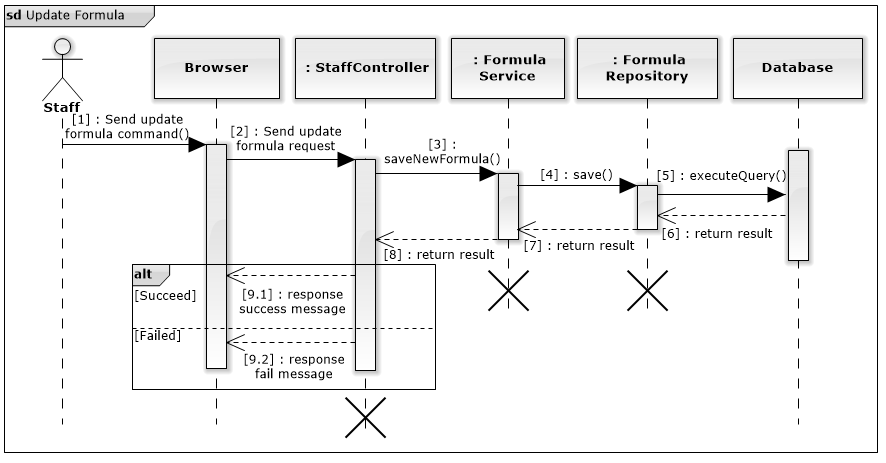 sd Update Formula
Browser
: StaffController
: Formula
Service
: Formula
Repository
Database
Staff
[1] : Send update
formula command()
[2] : Send update
formula request
[3] :
saveNewFormula()
[4] : save()
[5] : executeQuery()
[6] : return result
[7] : return result
[8] : return result
alt
[Succeed]
[9.1] : response
success message
[Failed]
[9.2] : response
fail message